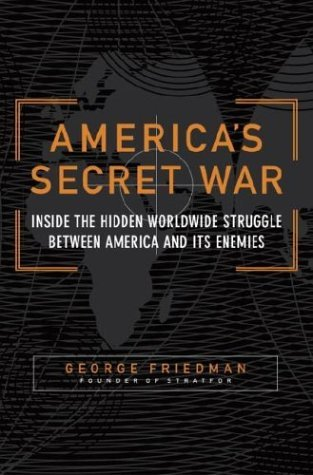 AMERICA'S
SECRET WAR
INSIDE THE HIDDEN WORLDWIDE STRUGGLE
BETWEEN AMERICA AND ITS ENEMIES
GEORGE FRIEDMAN
FOUNDER OF STRATFOR